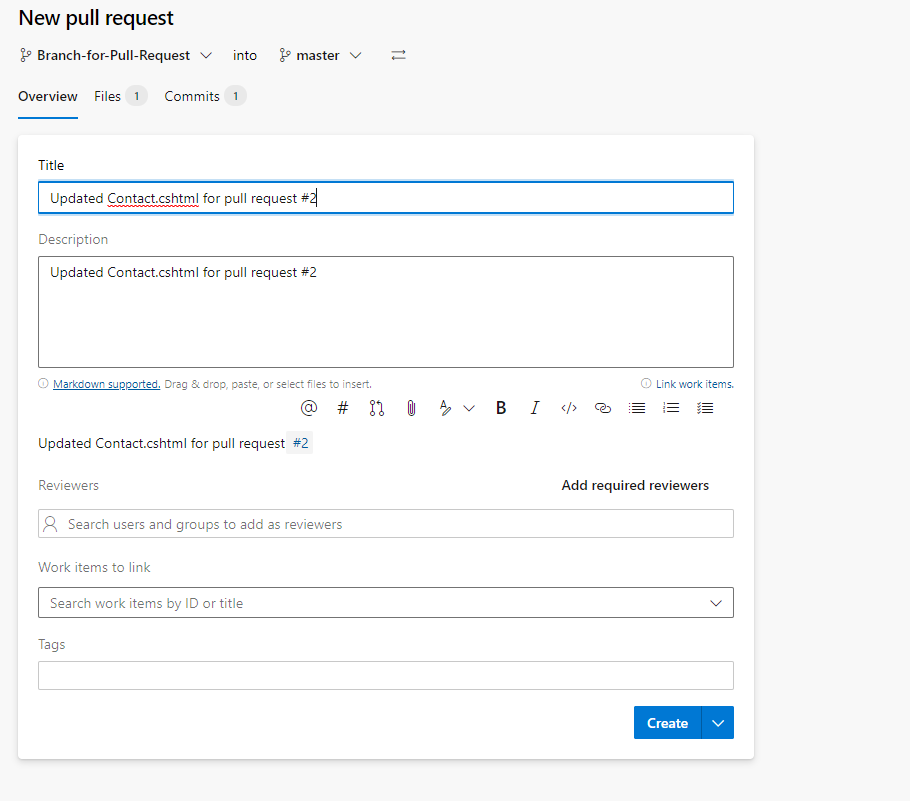 New pull request
Branch-for-Pull-Request into master
Overview Files 1 Commits 1
Title
Updated Contact.cshtml for pull request #2
Description
Updated Contact.cshtml for pull request #2
Markdown supported. Drag & drop, paste, or select files to insert. Link work items.
@ # B I </>
Updated Contact.cshtml for pull request #2
Reviewers Add required reviewers
Search users and groups to add as reviewers
Work items to link
Search work items by ID or title
Tags
Create